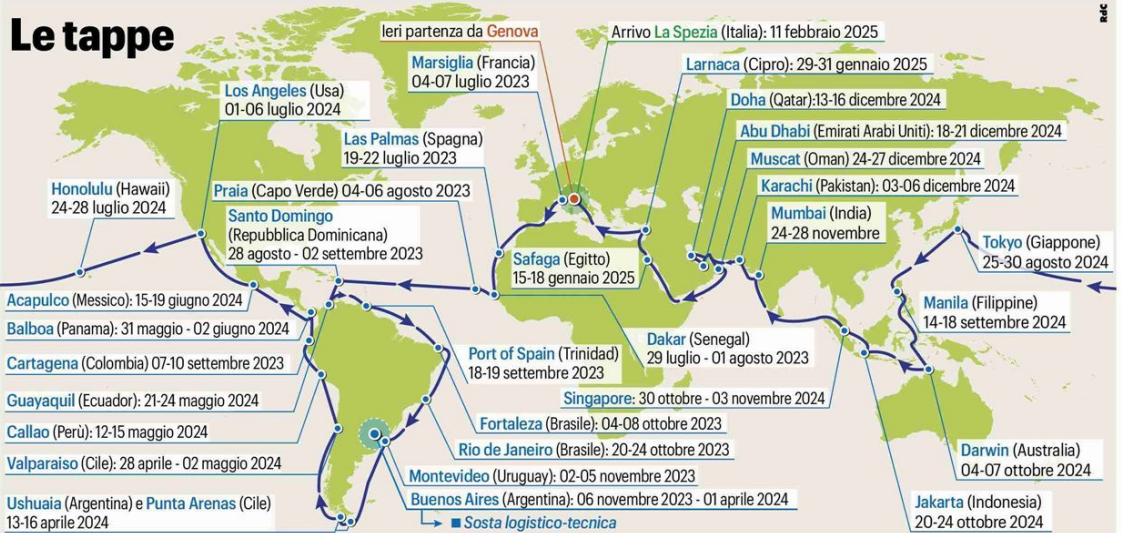 Le tappe
RdC
Ieri partenza da Genova
Arrivo La Spezia (Italia): 11 febbraio 2025
Marsiglia (Francia)
04-07 luglio 2023
Larnaca (Cipro): 29-31 gennaio 2025
Los Angeles (Usa)
01-06 luglio 2024
Doha (Qatar):13-16 dicembre 2024
Las Palmas (Spagna)
19-22 luglio 2023
Abu Dhabi (Emirati Arabi Uniti): 18-21 dicembre 2024
Muscat (Oman) 24-27 dicembre 2024
Honolulu (Hawaii)
24-28 luglio 2024
Praia (Capo Verde) 04-06 agosto 2023
Karachi (Pakistan): 03-06 dicembre 2024
Santo Domingo
(Repubblica Dominicana)
28 agosto - 02 settembre 2023
Mumbai (India)
24-28 novembre
Safaga (Egitto)
15-18 gennaio 2025
Tokyo (Giappone)
25-30 agosto 2024
Acapulco (Messico): 15-19 giugno 2024
Manila (Filippine)
14-18 settembre 2024
Balboa (Panama): 31 maggio - 02 giugno 2024
Dakar (Senegal)
29 luglio - 01 agosto 2023
Cartagena (Colombia) 07-10 settembre 2023
Port of Spain (Trinidad)
18-19 settembre 2023
Guayaquil (Ecuador): 21-24 maggio 2024
Singapore: 30 ottobre - 03 novembre 2024
Callao (Perù): 12-15 maggio 2024
Fortaleza (Brasile): 04-08 ottobre 2023
Rio de Janeiro (Brasile): 20-24 ottobre 2023
Darwin (Australia)
04-07 ottobre 2024
Valparaiso (Cile): 28 aprile - 02 maggio 2024
Montevideo (Uruguay): 02-05 novembre 2023
Buenos Aires (Argentina): 06 novembre 2023 - 01 aprile 2024
Ushuaia (Argentina) e Punta Arenas (Cile)
13-16 aprile 2024
Jakarta (Indonesia)
20-24 ottobre 2024
Sosta logistico-tecnica